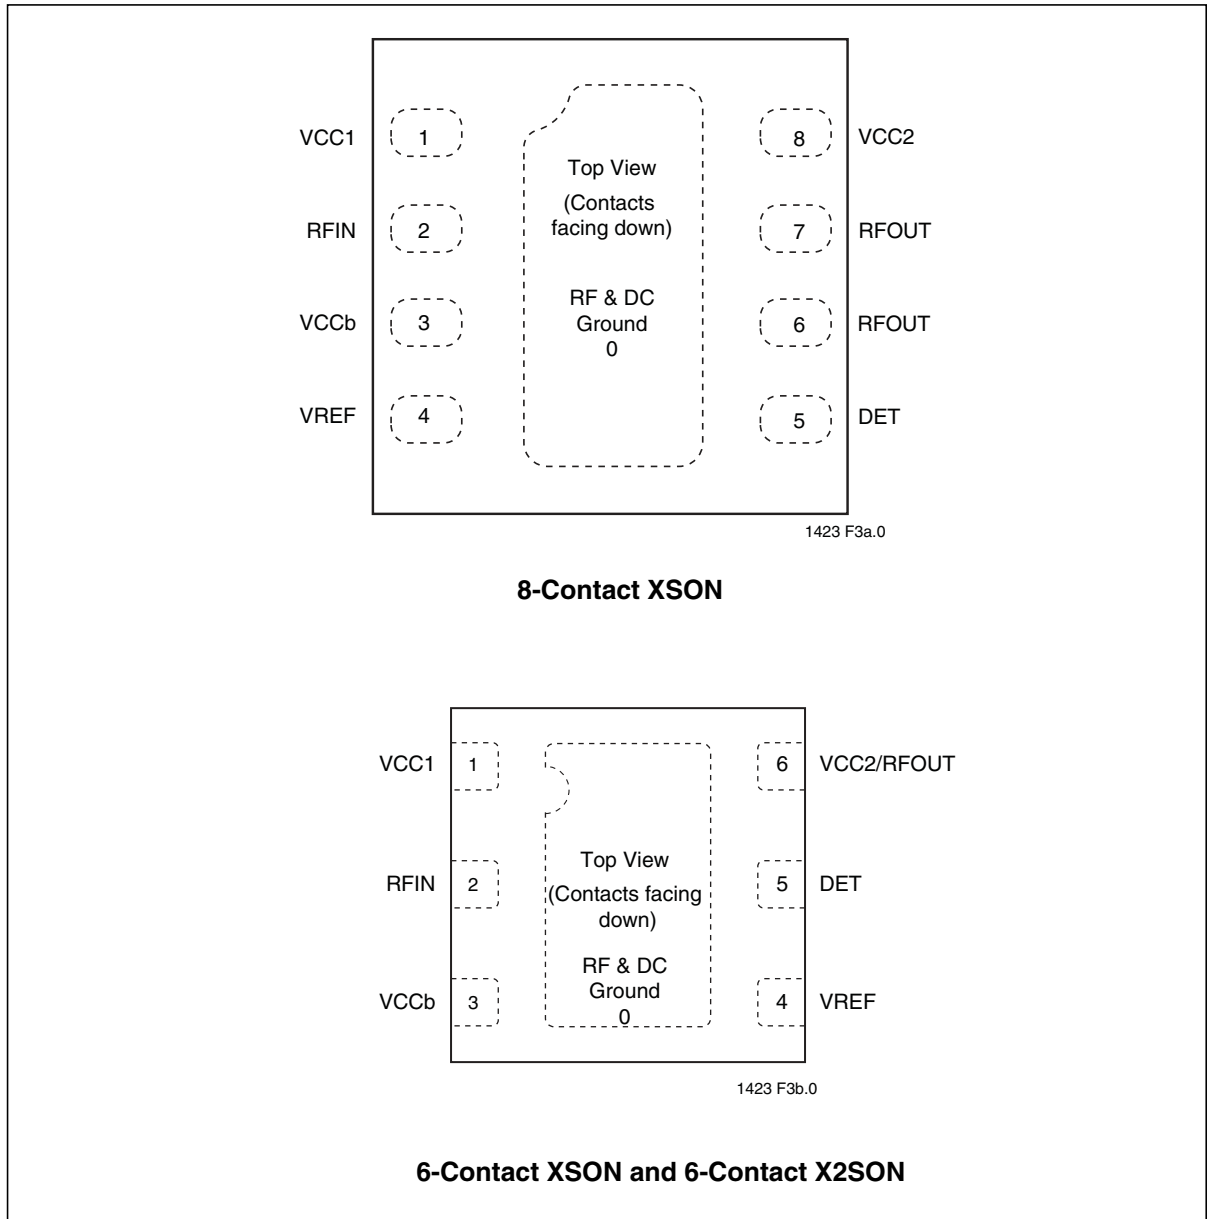 VCC1 1 8 VCC2
Top View
(Contacts
facing down)
RFIN 2 7 RFOUT
RF & DC
Ground
0
VCCb 3 6 RFOUT
VREF 4 5 DET
1423 F3a.0
8-Contact XSON
VCC1 1 6 VCC2/RFOUT
Top View
(Contacts facing
down)
RFIN 2 5 DET
RF & DC
Ground
0
VCCb 3 4 VREF
1423 F3b.0
6-Contact XSON and 6-Contact X2SON